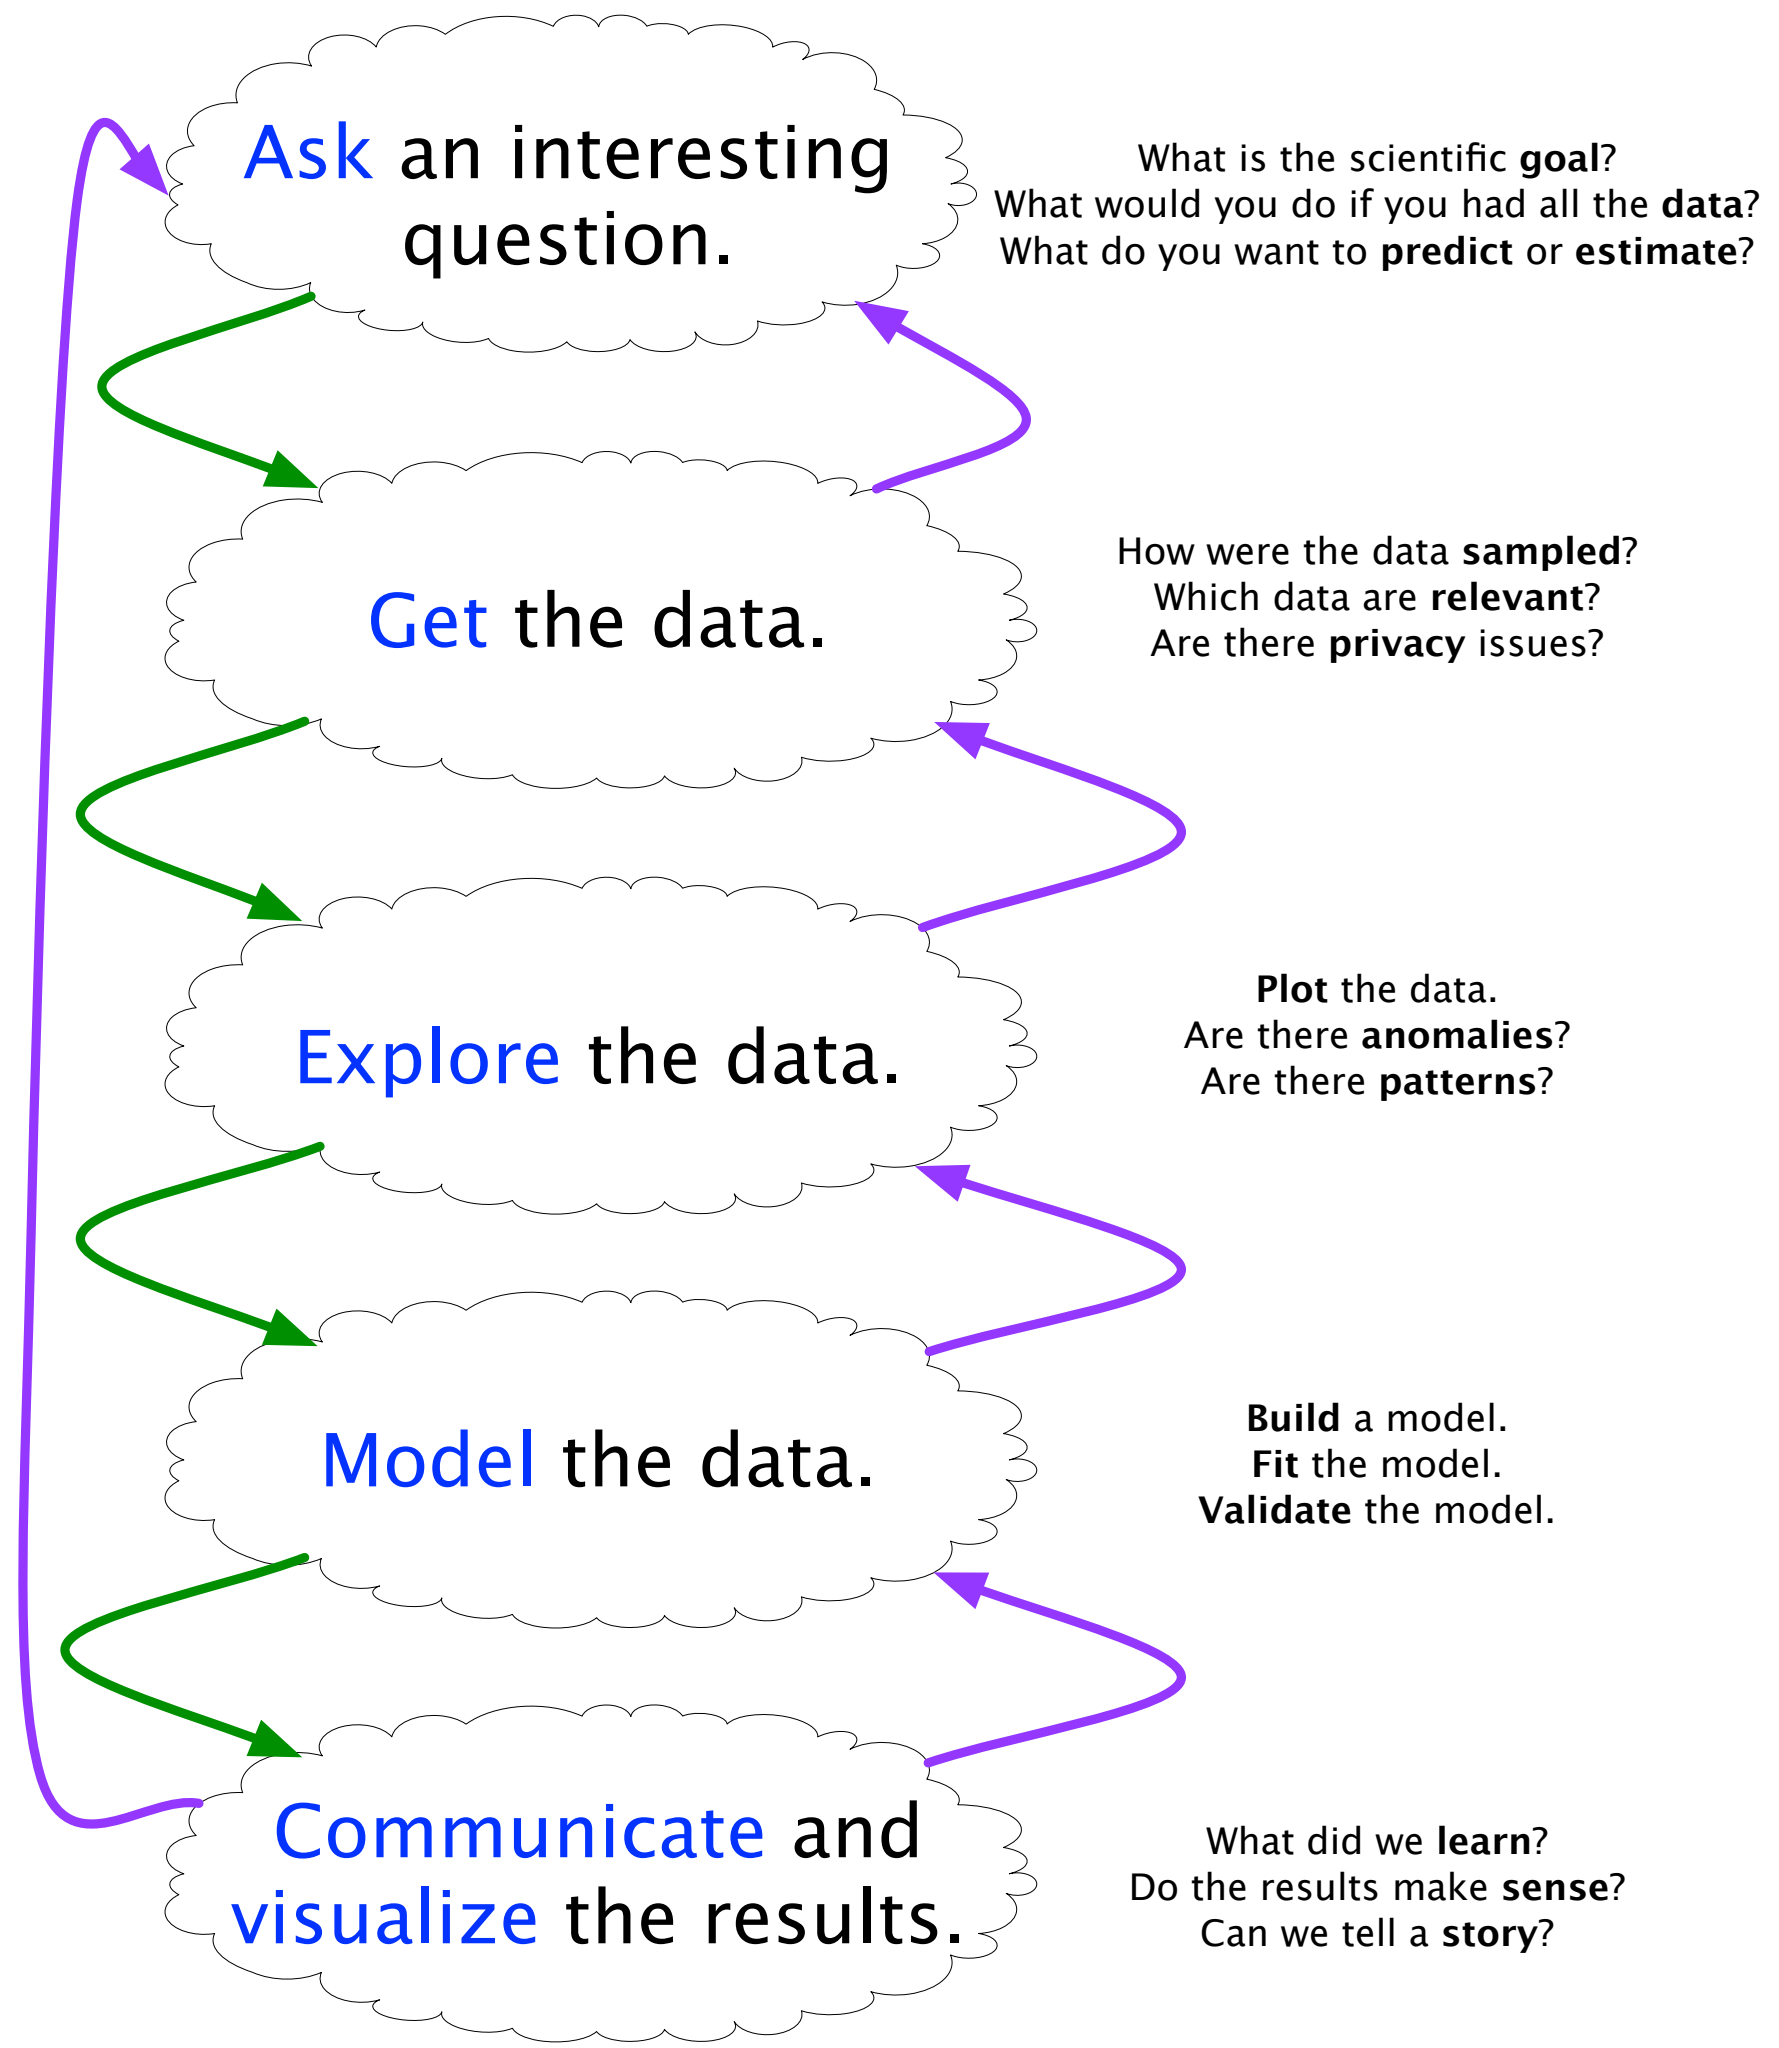 Ask an interesting
question.
What is the scientific goal?
What would you do if you had all the data?
What do you want to predict or estimate?
Get the data.
How were the data sampled?
Which data are relevant?
Are there privacy issues?
Explore the data.
Plot the data.
Are there anomalies?
Are there patterns?
Model the data.
Build a model.
Fit the model.
Validate the model.
Communicate and
visualize the results.
What did we learn?
Do the results make sense?
Can we tell a story?